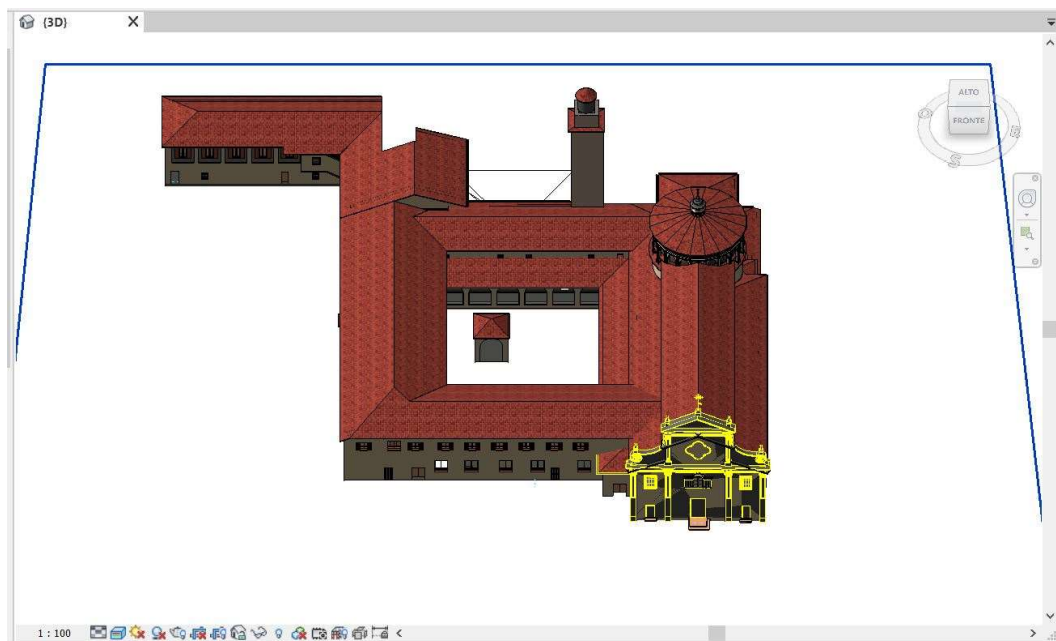 {3D}
ALTO
FRONTE
O
E
S
1 : 100